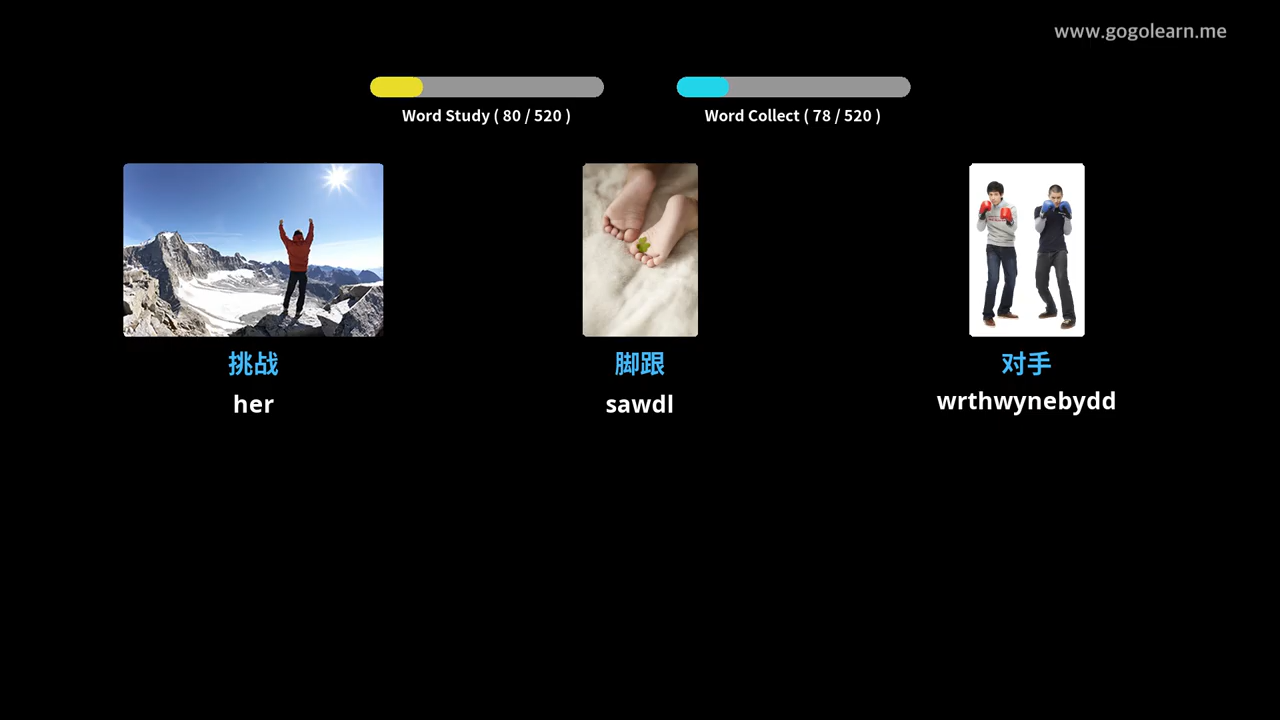 www.gogolearn.me
Word Study ( 80 / 520 )
Word Collect ( 78 / 520 )
挑战
脚跟
对手
her
sawdl
wrthwynebydd